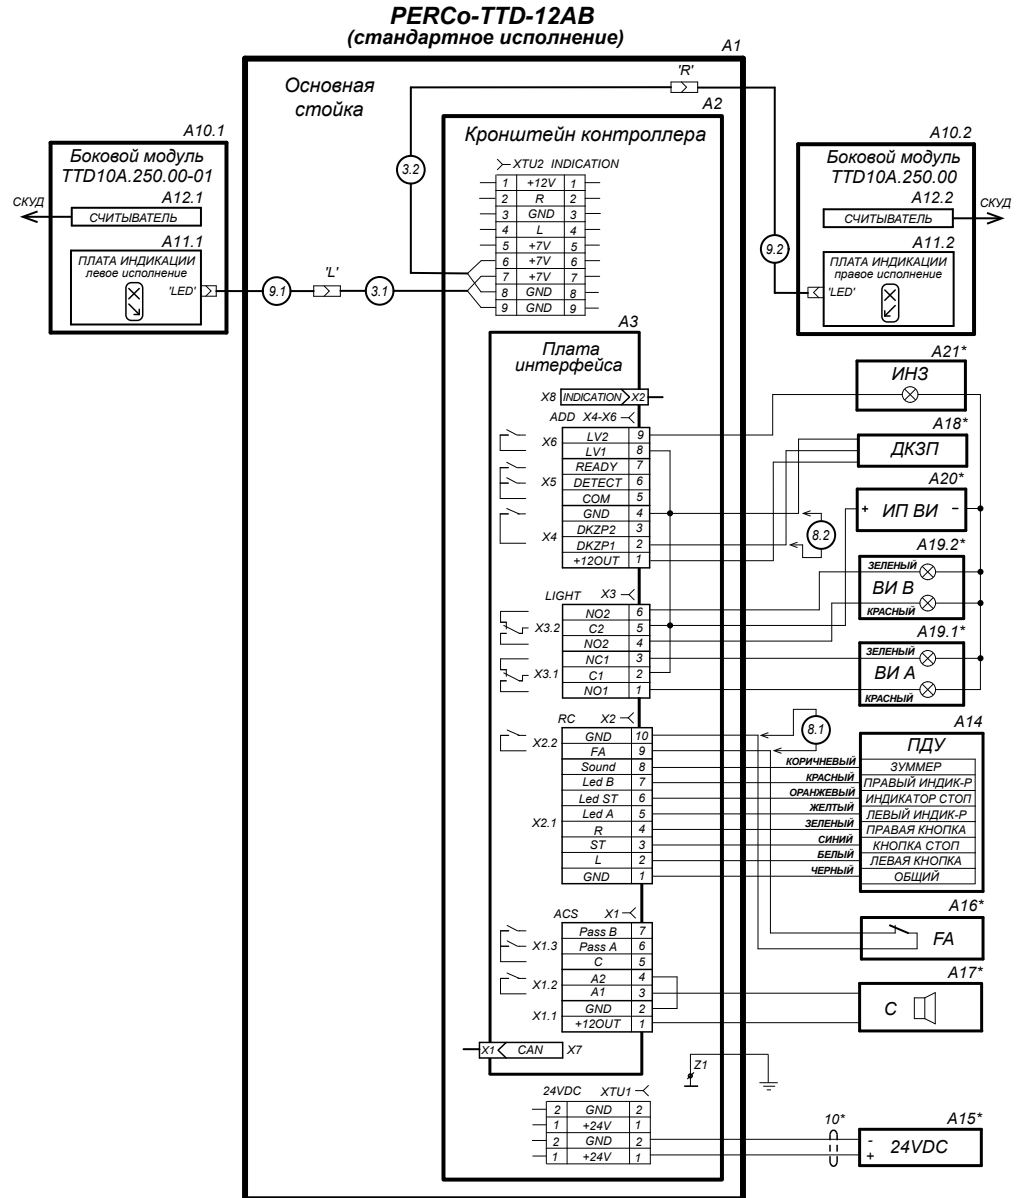 PERCo-TTD-12AB
(стандартное исполнение)
A1
Основная
стойка
'R'
A2
Кронштейн контроллера
3.2
XTU2 INDICATION
1 +12V 1
2 R 2
3 GND 3
4 L 4
5 +7V 5
6 +7V 6
7 +7V 7
8 GND 8
9 GND 9
A10.1
Боковой модуль
TTD10A.250.00-01
A12.1
СКУД
СЧИТЫВАТЕЛЬ
A11.1
ПЛАТА ИНДИКАЦИИ
левое исполнение
'LED'
9.1
'L'
3.1
A10.2
Боковой модуль
TTD10A.250.00
A12.2
СКУД
СЧИТЫВАТЕЛЬ
A11.2
ПЛАТА ИНДИКАЦИИ
правое исполнение
'LED'
9.2
A3
Плата
интерфейса
X8 INDICATION X2
ADD X4-X6
X6
LV2 9
LV1 8
X5
READY 7
DETECT 6
COM 5
X4
GND 4
DKZP2 3
DKZP1 2
+12OUT 1
8.2
LIGHT X3
X3.2
NO2 6
C2 5
NO2 4
X3.1
NC1 3
C1 2
NO1 1
RC X2
X2.2
GND 10
FA 9
X2.1
Sound 8
Led B 7
Led ST 6
Led A 5
R 4
ST 3
L 2
GND 1
8.1
ACS X1
X1.3
Pass B 7
Pass A 6
C 5
X1.2
A2 4
A1 3
X1.1
GND 2
+12OUT 1
X1 CAN X7
Z1
24VDC XTU1
2 GND 2
1 +24V 1
2 GND 2
1 +24V 1
A21*
ИНЗ
A18*
ДКЗП
A20*
+ ИП ВИ -
A19.2*
ЗЕЛЕНЫЙ
ВИ В
КРАСНЫЙ
A19.1*
ЗЕЛЕНЫЙ
ВИ А
КРАСНЫЙ
A14
ПДУ
КОРИЧНЕВЫЙ ЗУММЕР
КРАСНЫЙ ПРАВЫЙ ИНДИК-Р
ОРАНЖЕВЫЙ ИНДИКАТОР СТОП
ЖЕЛТЫЙ ЛЕВЫЙ ИНДИК-Р
ЗЕЛЕНЫЙ ПРАВАЯ КНОПКА
СИНИЙ КНОПКА СТОП
БЕЛЫЙ ЛЕВАЯ КНОПКА
ЧЕРНЫЙ ОБЩИЙ
A16*
FA
A17*
C
10*
A15*
-
+
24VDC